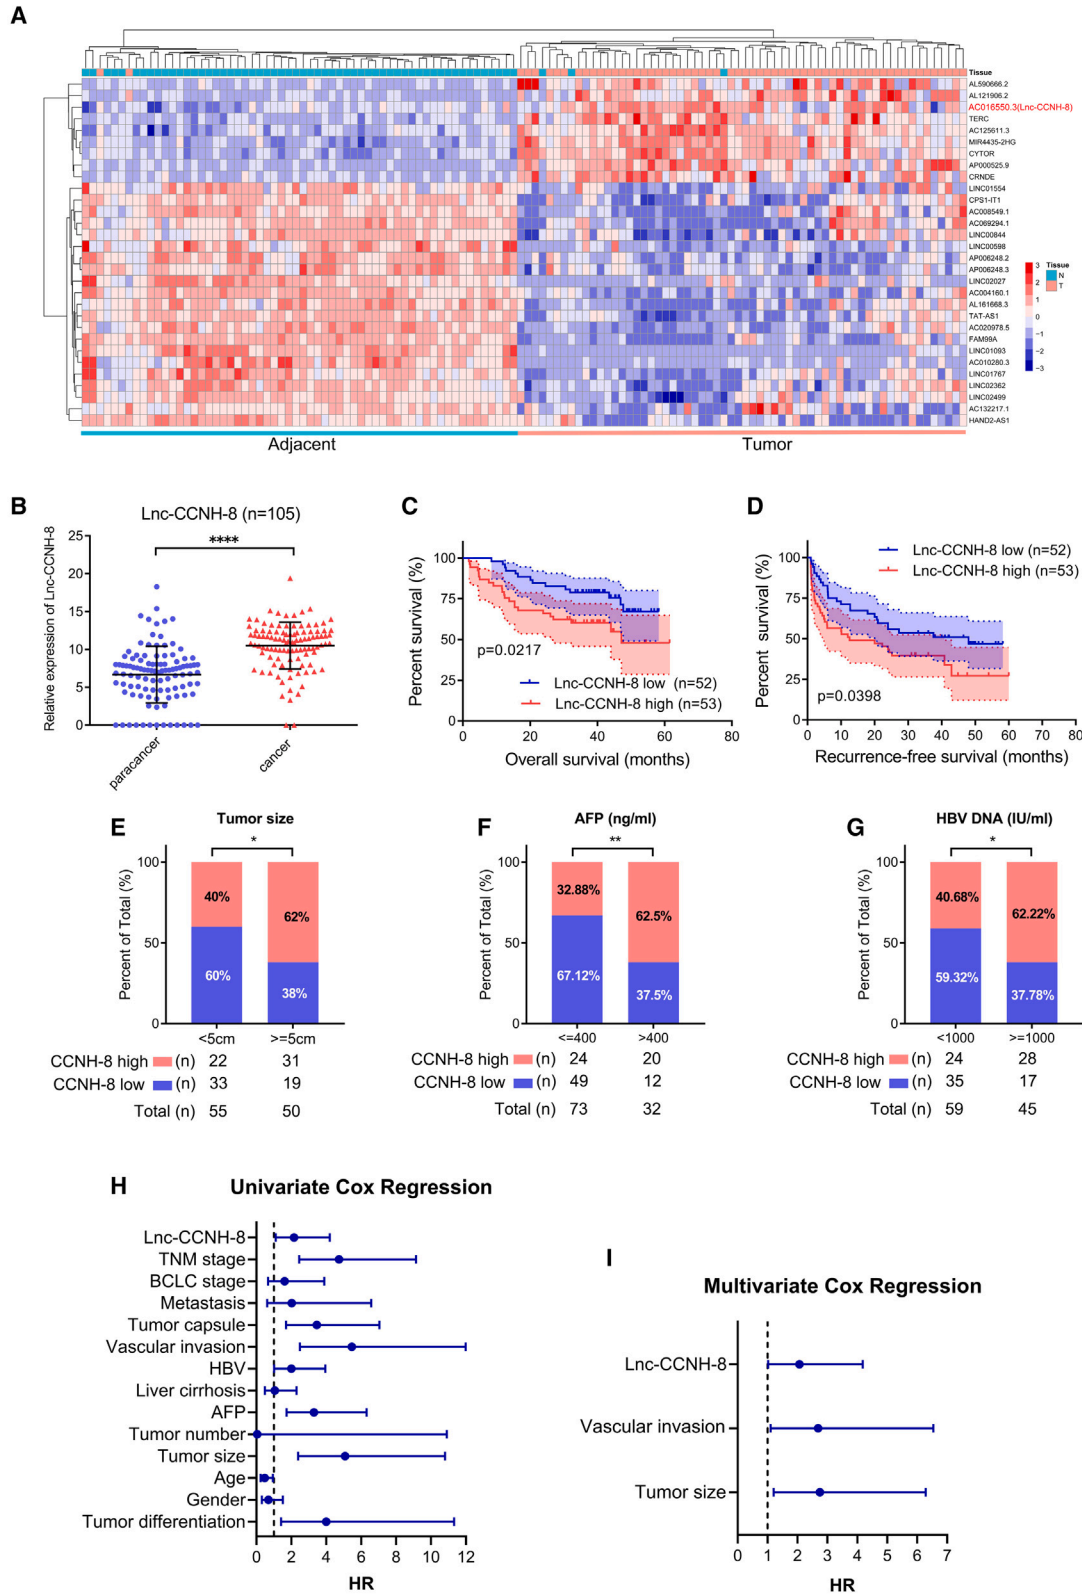 A
Tissue
AL590666.2
AL121906.2
AC016550.3(Lnc-CCNH-8)
TERC
AC125611.3
MIR4435-2HG
CYTOR
AP000525.9
CRNDE
LINC01554
CPS1-IT1
AC008549.1
AC069294.1
LINC00844
LINC00598
AP006248.2
AP006248.3
LINC02027
AC004160.1
AL161668.3
TAT-AS1
AC020978.5
FAM99A
LINC01093
AC010280.3
LINC01767
LINC02362
LINC02499
AC132217.1
HAND2-AS1
3
2
1
0
−1
−2
−3
Tissue
N
T
Adjacent Tumor
B
Lnc-CCNH-8 (n=105)
****
Relative expression of Lnc-CCNH-8
25
20
15
10
5
0
paracancer cancer
C
Percent survival (%)
100
75
50
25
0
p=0.0217
Lnc-CCNH-8 low (n=52)
Lnc-CCNH-8 high (n=53)
0 20 40 60 80
Overall survival (months)
D
Percent survival (%)
100
75
50
25
0
Lnc-CCNH-8 low (n=52)
Lnc-CCNH-8 high (n=53)
p=0.0398
0 10 20 30 40 50 60 70 80
Recurrence-free survival (months)
E
Tumor size
*
Percent of Total (%)
100
50
0
40% 62%
60% 38%
<5cm >=5cm
CCNH-8 high (n) 22 31
CCNH-8 low (n) 33 19
Total (n) 55 50
F
AFP (ng/ml)
**
Percent of Total (%)
100
50
0
32.88% 62.5%
67.12% 37.5%
<=400 >400
CCNH-8 high (n) 24 20
CCNH-8 low (n) 49 12
Total (n) 73 32
G
HBV DNA (IU/ml)
*
Percent of Total (%)
100
50
0
40.68% 62.22%
59.32% 37.78%
<1000 >=1000
CCNH-8 high (n) 24 28
CCNH-8 low (n) 35 17
Total (n) 59 45
H
Univariate Cox Regression
Lnc-CCNH-8
TNM stage
BCLC stage
Metastasis
Tumor capsule
Vascular invasion
HBV
Liver cirrhosis
AFP
Tumor number
Tumor size
Age
Gender
Tumor differentiation
0 2 4 6 8 10 12
HR
I
Multivariate Cox Regression
Lnc-CCNH-8
Vascular invasion
Tumor size
0 1 2 3 4 5 6 7
HR